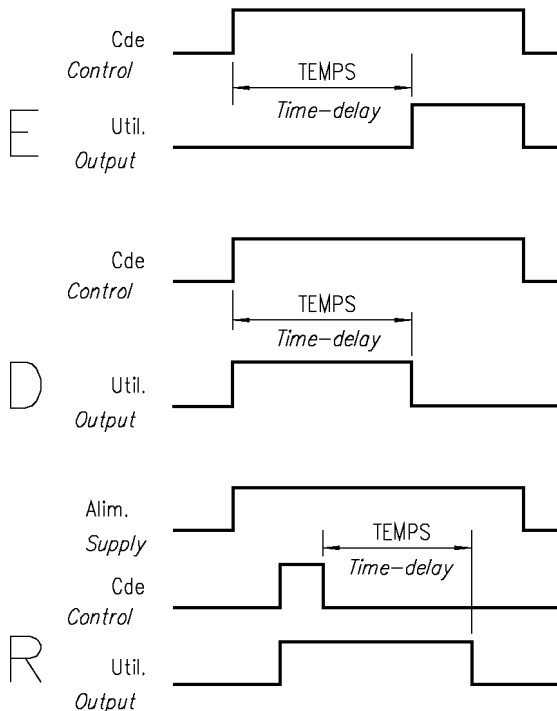 Cde
Control
TEMPS
Time-delay
E
Util.
Output
Cde
Control
TEMPS
Time-delay
D
Util.
Output
Alim.
Supply
TEMPS
Time-delay
Cde
Control
R
Util.
Output